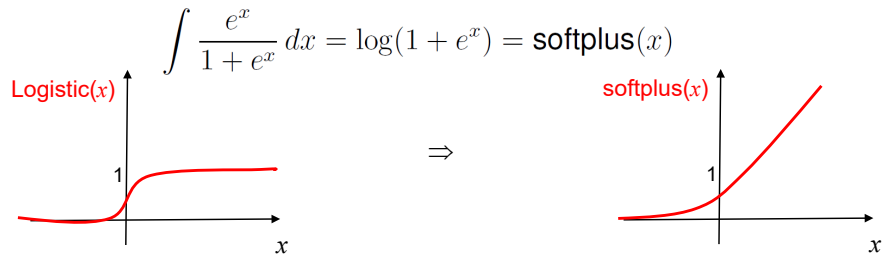 ∫ e^x / (1 + e^x) dx = log(1 + e^x) = softplus(x)
Logistic(x)
1
x
⇒
softplus(x)
1
x